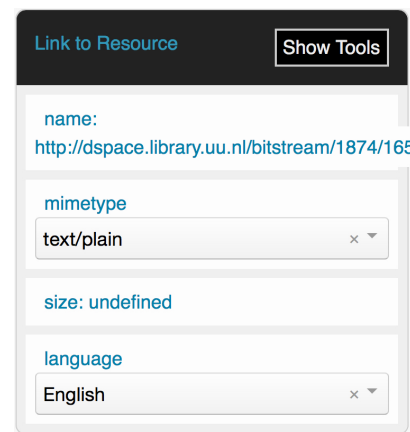 Link to Resource
Show Tools
name:
http://dspace.library.uu.nl/bitstream/1874/165
mimetype
text/plain
×
size: undefined
language
English
×